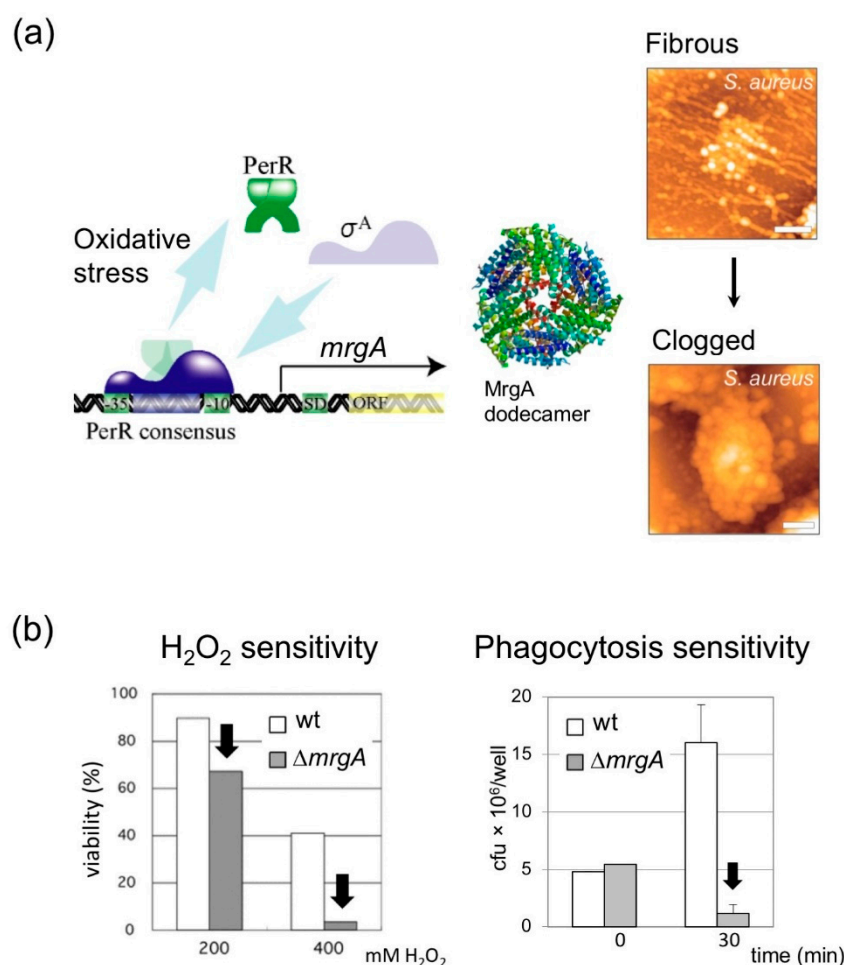 (a)
Fibrous
S. aureus
PerR
σA
Oxidative
stress
mrgA
-35
-10
SD
ORF
PerR consensus
MrgA
dodecamer
Clogged
S. aureus
(b)
H₂O₂ sensitivity
Phagocytosis sensitivity
100
80
60
40
20
0
viability (%)
wt
ΔmrgA
200
400
mM H₂O₂
20
15
10
5
0
cfu × 10⁶/well
wt
ΔmrgA
0
30
time (min)